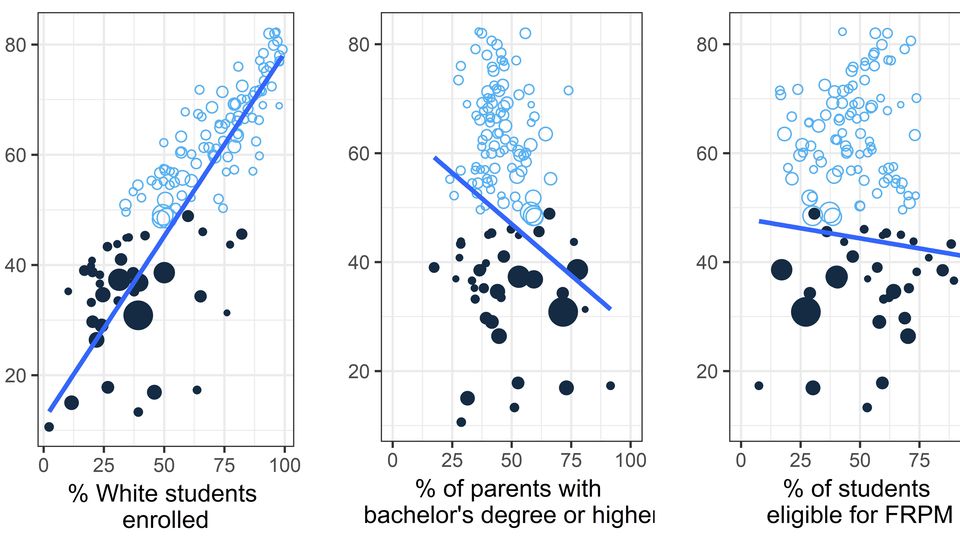 80
60
40
20
0 25 50 75 100
% White students
enrolled
80
60
40
20
0 25 50 75 100
% of parents with
bachelor's degree or higher
80
60
40
20
0 25 50 75
% of students
eligible for FRPM